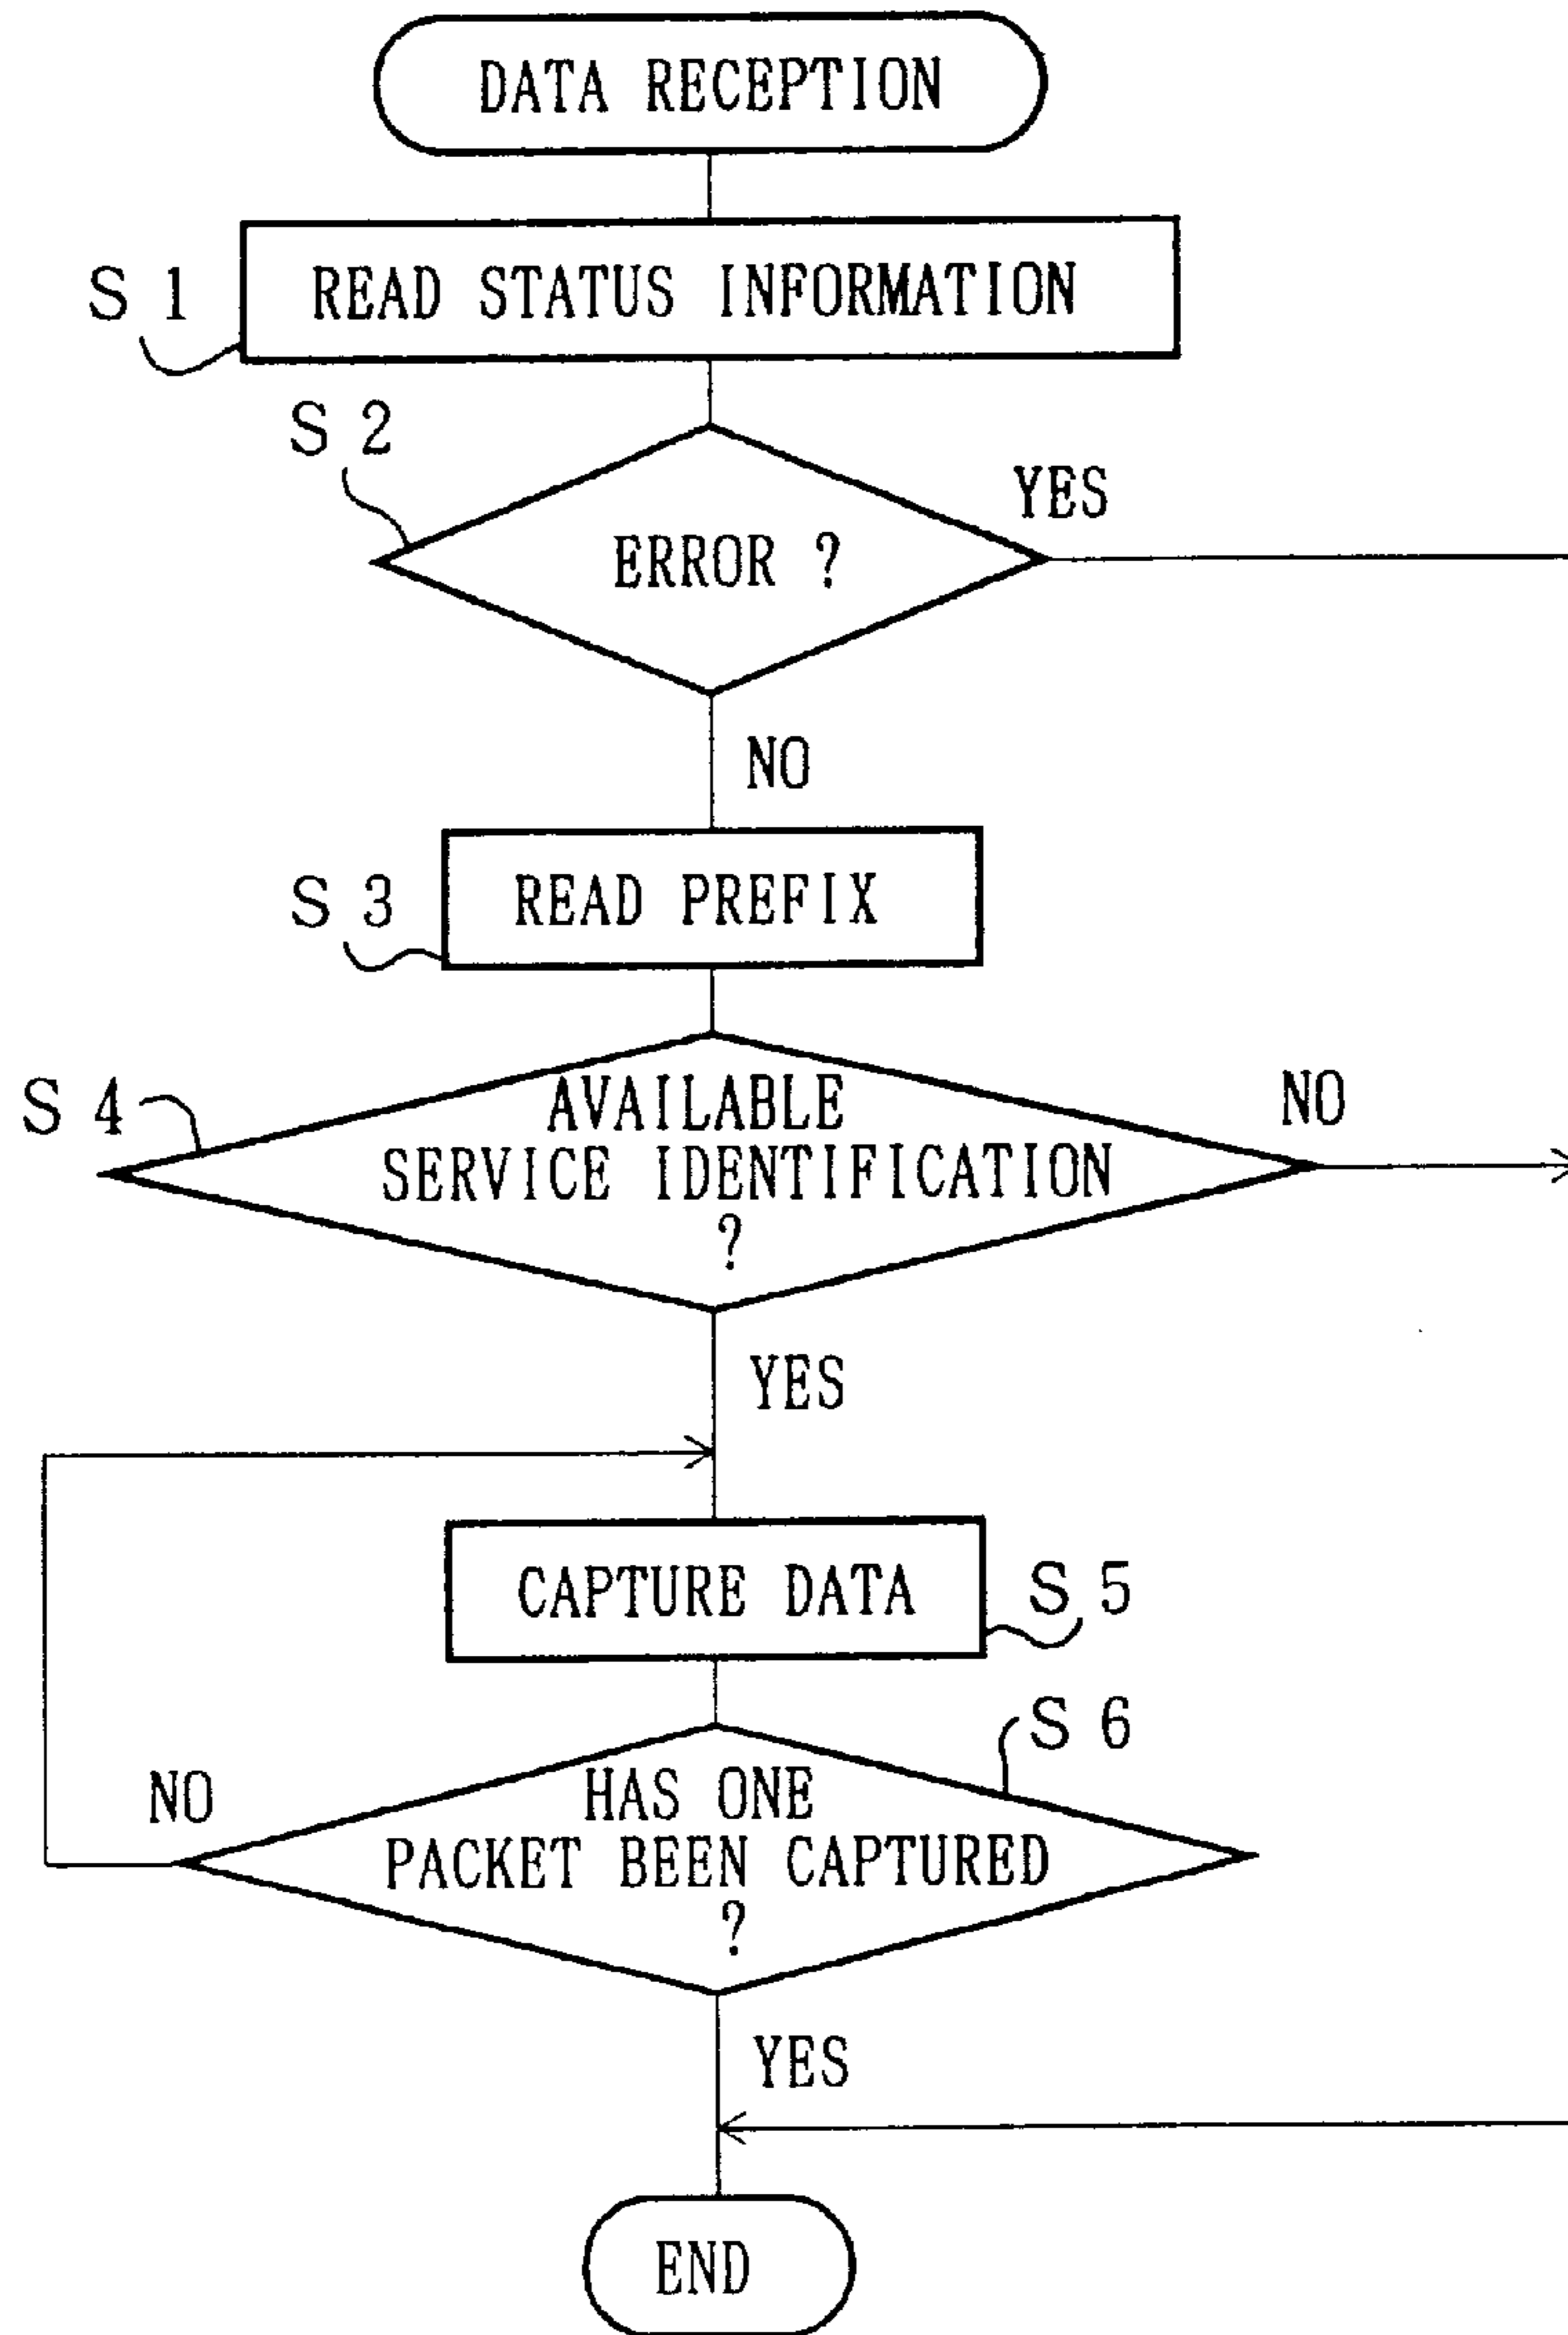 DATA RECEPTION
S 1
READ STATUS INFORMATION
S 2
YES
ERROR ?
NO
S 3
READ PREFIX
S 4
AVAILABLE
SERVICE IDENTIFICATION
?
NO
YES
CAPTURE DATA
S 5
S 6
NO
HAS ONE
PACKET BEEN CAPTURED
?
YES
END